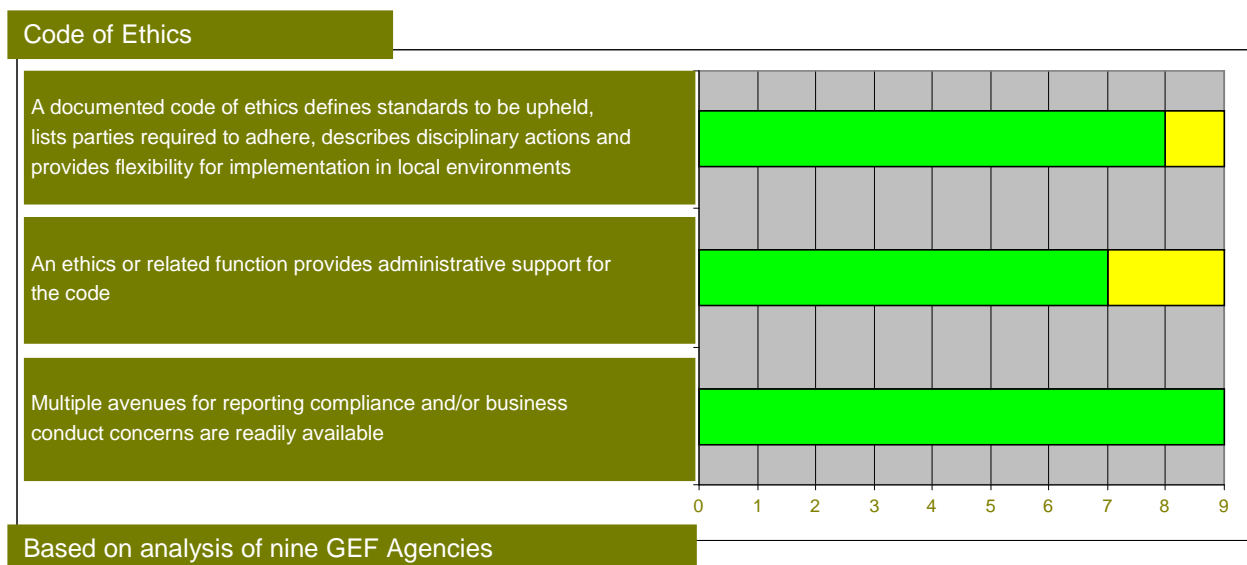 Code of Ethics
A documented code of ethics defines standards to be upheld,
lists parties required to adhere, describes disciplinary actions and
provides flexibility for implementation in local environments
An ethics or related function provides administrative support for
the code
Multiple avenues for reporting compliance and/or business
conduct concerns are readily available
0 1 2 3 4 5 6 7 8 9
Based on analysis of nine GEF Agencies